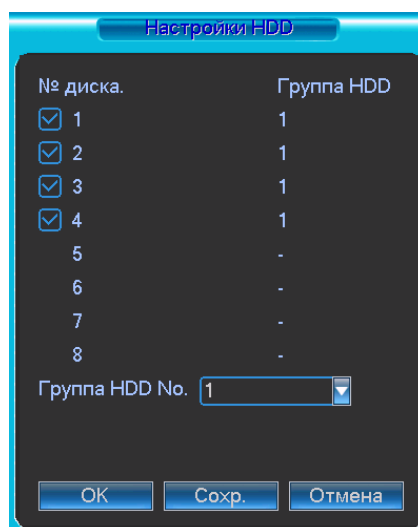 Настройки HDD
№ диска. Группа HDD
1 1
2 1
3 1
4 1
5 -
6 -
7 -
8 -
Группа HDD No. 1
OK Сохр. Отмена